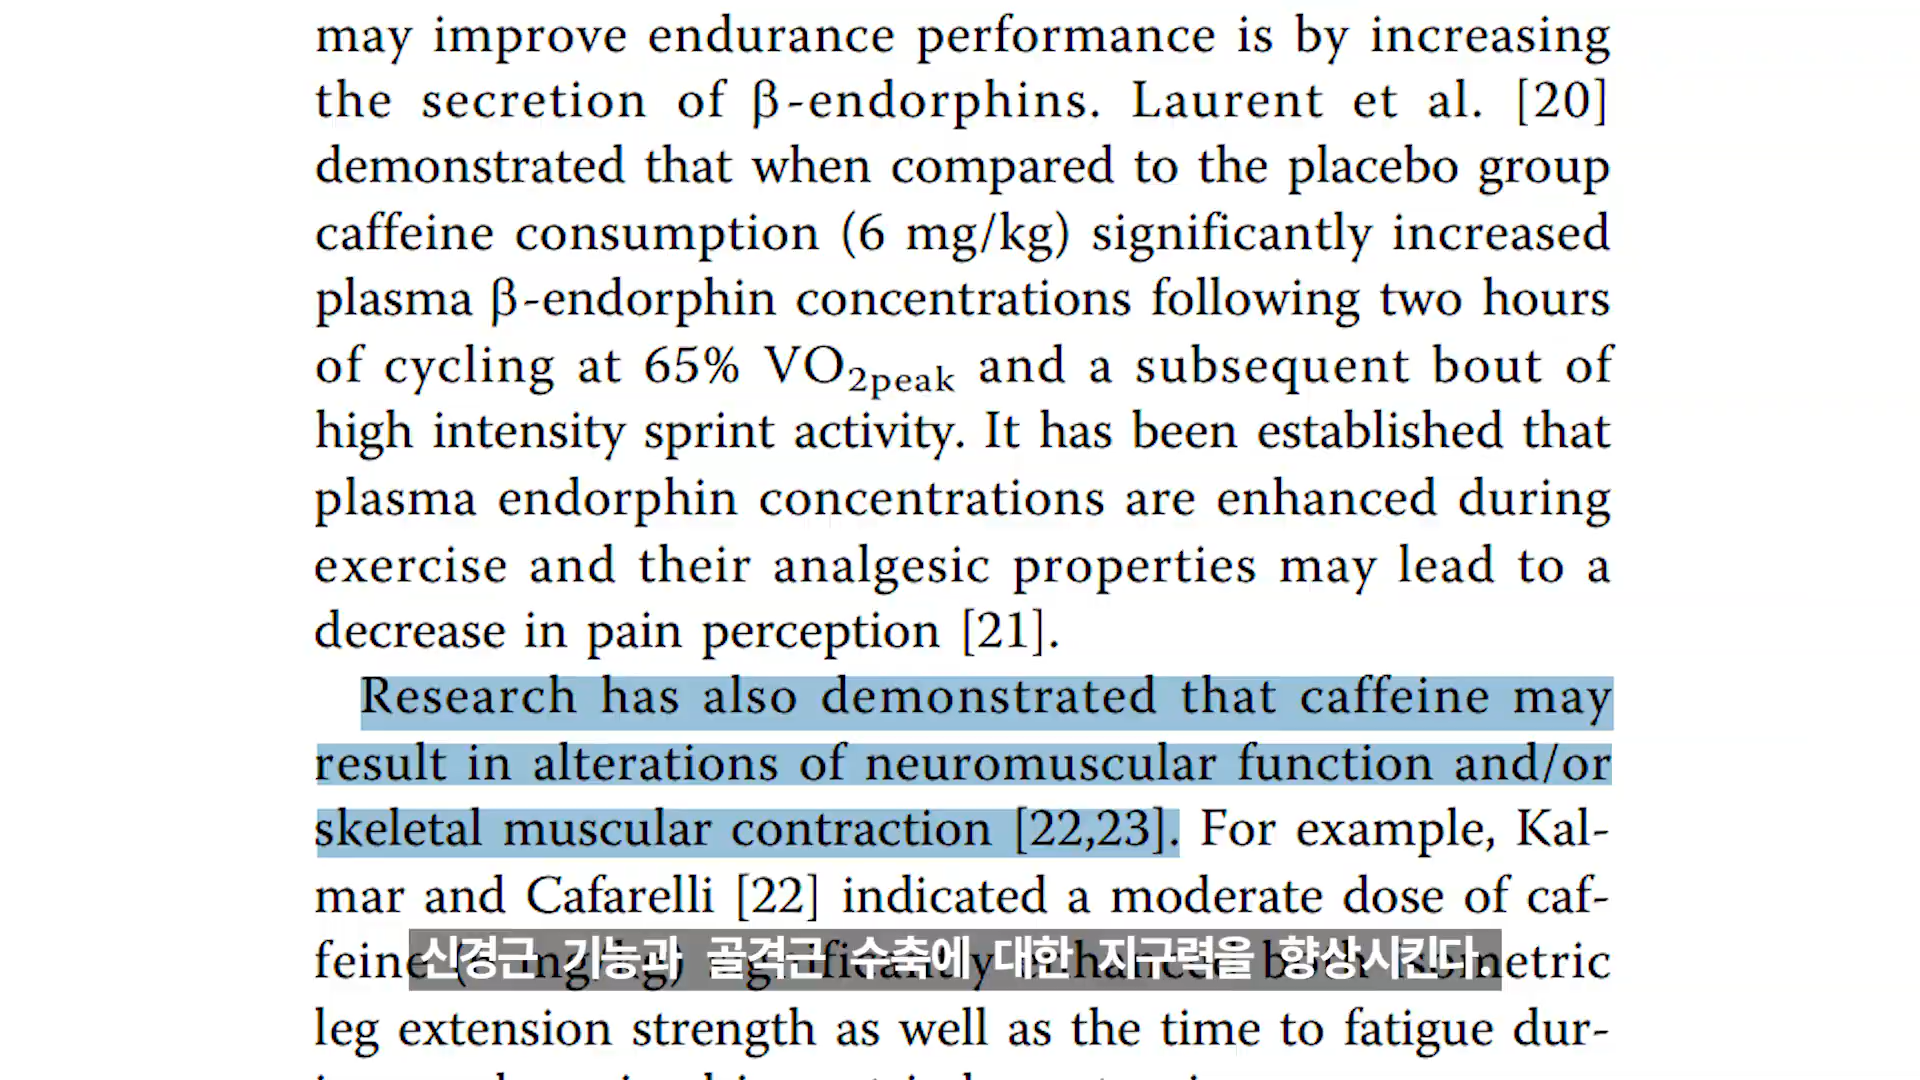 may improve endurance performance is by increasing
the secretion of β-endorphins. Laurent et al. [20]
demonstrated that when compared to the placebo group
caffeine consumption (6 mg/kg) significantly increased
plasma β-endorphin concentrations following two hours
of cycling at 65% VO2peak and a subsequent bout of
high intensity sprint activity. It has been established that
plasma endorphin concentrations are enhanced during
exercise and their analgesic properties may lead to a
decrease in pain perception [21].
Research has also demonstrated that caffeine may
result in alterations of neuromuscular function and/or
skeletal muscular contraction [22,23]. For example, Kal-
mar and Cafarelli [22] indicated a moderate dose of caf-
신경근 기능과 골격근 수축에 대한 지구력을 향상시킨다.
leg extension strength as well as the time to fatigue dur-